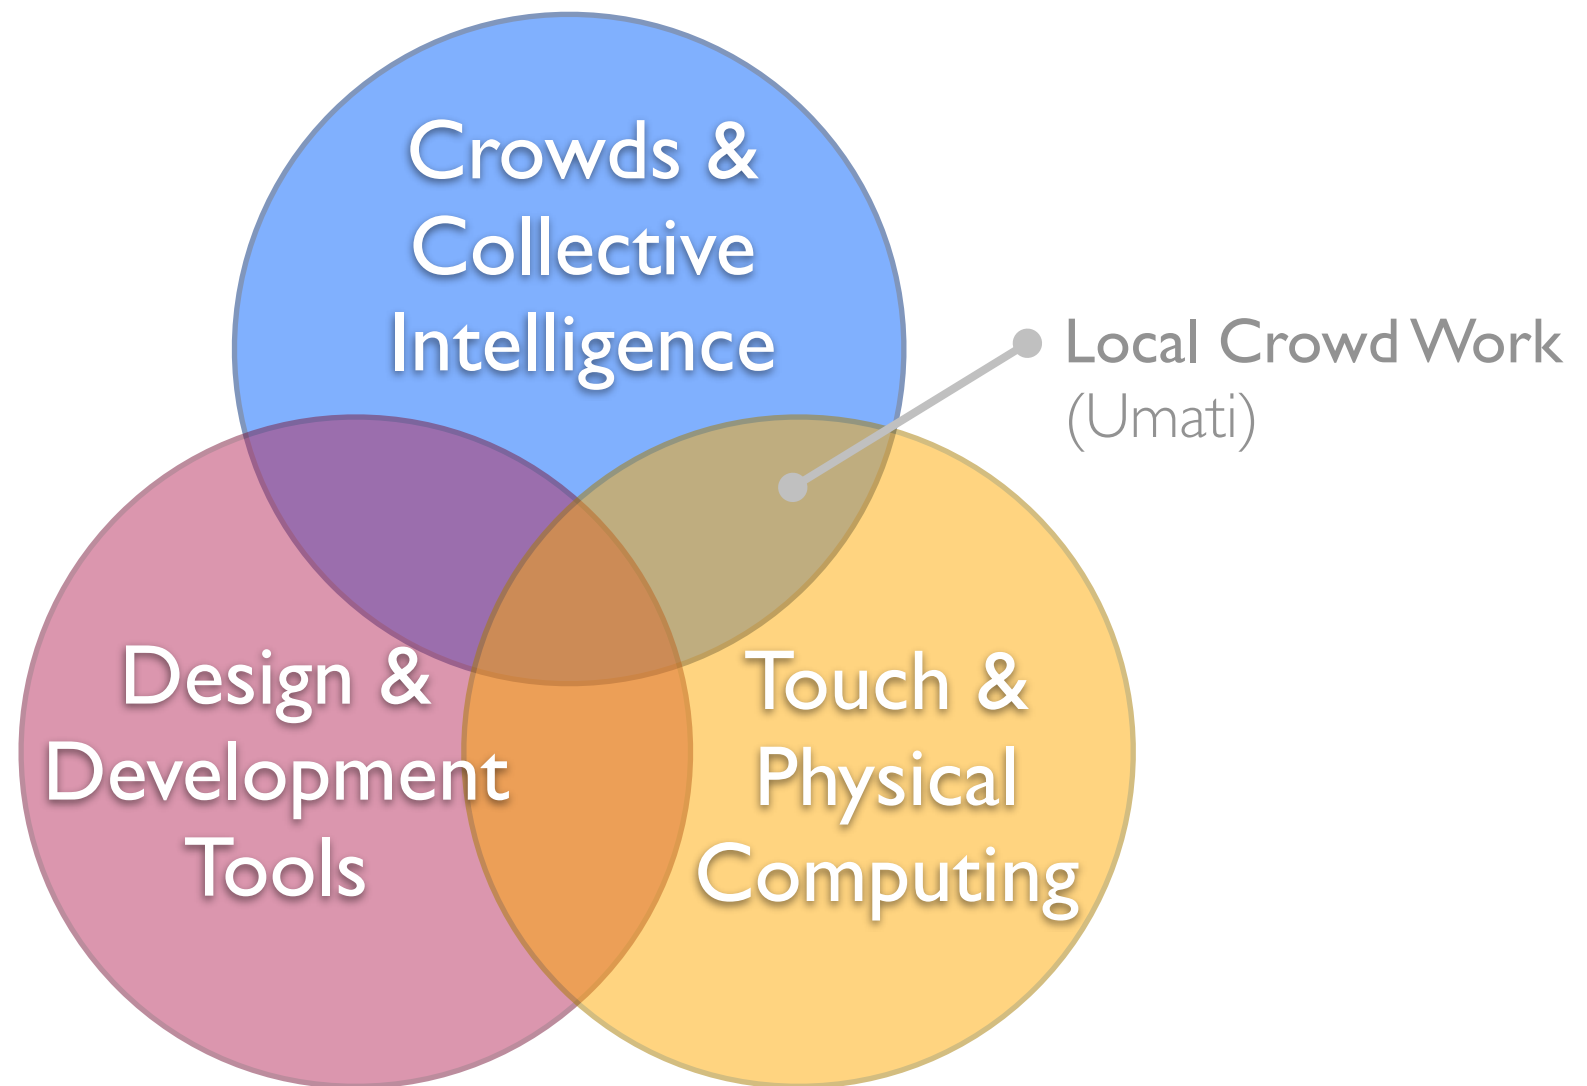 Crowds &
Collective
Intelligence
Local Crowd Work
(Umati)
Design &
Development
Tools
Touch &
Physical
Computing